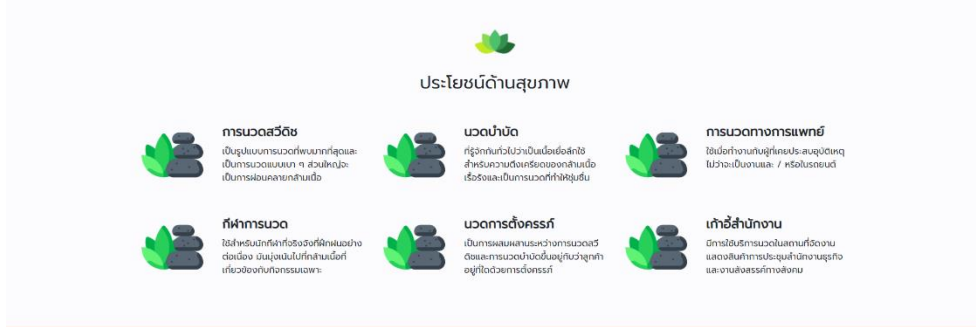 ประโยชน์ด้านสุขภาพ
การนวดสวีดิช
เป็นรูปแบบการนวดที่พบมากที่สุดและ
เป็นการนวดแบบเบา ๆ ส่วนใหญ่จะ
เป็นการผ่อนคลายกล้ามเนื้อ
นวดบำบัด
ที่รู้จักกันทั่วไปว่าเป็นเนื้อเยื่อลึกใช้
สำหรับความตึงเครียดของกล้ามเนื้อ
เรื้อรังและเป็นการนวดที่ทำให้ชุ่มชื้น
การนวดทางการแพทย์
ใช้เมื่อทำงานกับผู้ที่เคยประสบอุบัติเหตุ
ไม่ว่าจะเป็นงานและ / หรือในรถยนต์
กีฬาการนวด
ใช้สำหรับนักกีฬาที่จริงจังที่ฝึกฝนอย่าง
ต่อเนื่อง มันมุ่งเน้นไปที่กล้ามเนื้อที่
เกี่ยวข้องกับกิจกรรมเฉพาะ
นวดการตั้งครรภ์
เป็นการผสมผสานระหว่างการนวดสวี
ดิชและการนวดบำบัดขึ้นอยู่กับว่าลูกค้า
อยู่ที่ใดด้วยการตั้งครรภ์
เก้าอี้สำนักงาน
มีการใช้บริการนวดในสถานที่จัดงาน
แสดงสินค้าการประชุมสำนักงานธุรกิจ
และงานสังสรรค์ทางสังคม